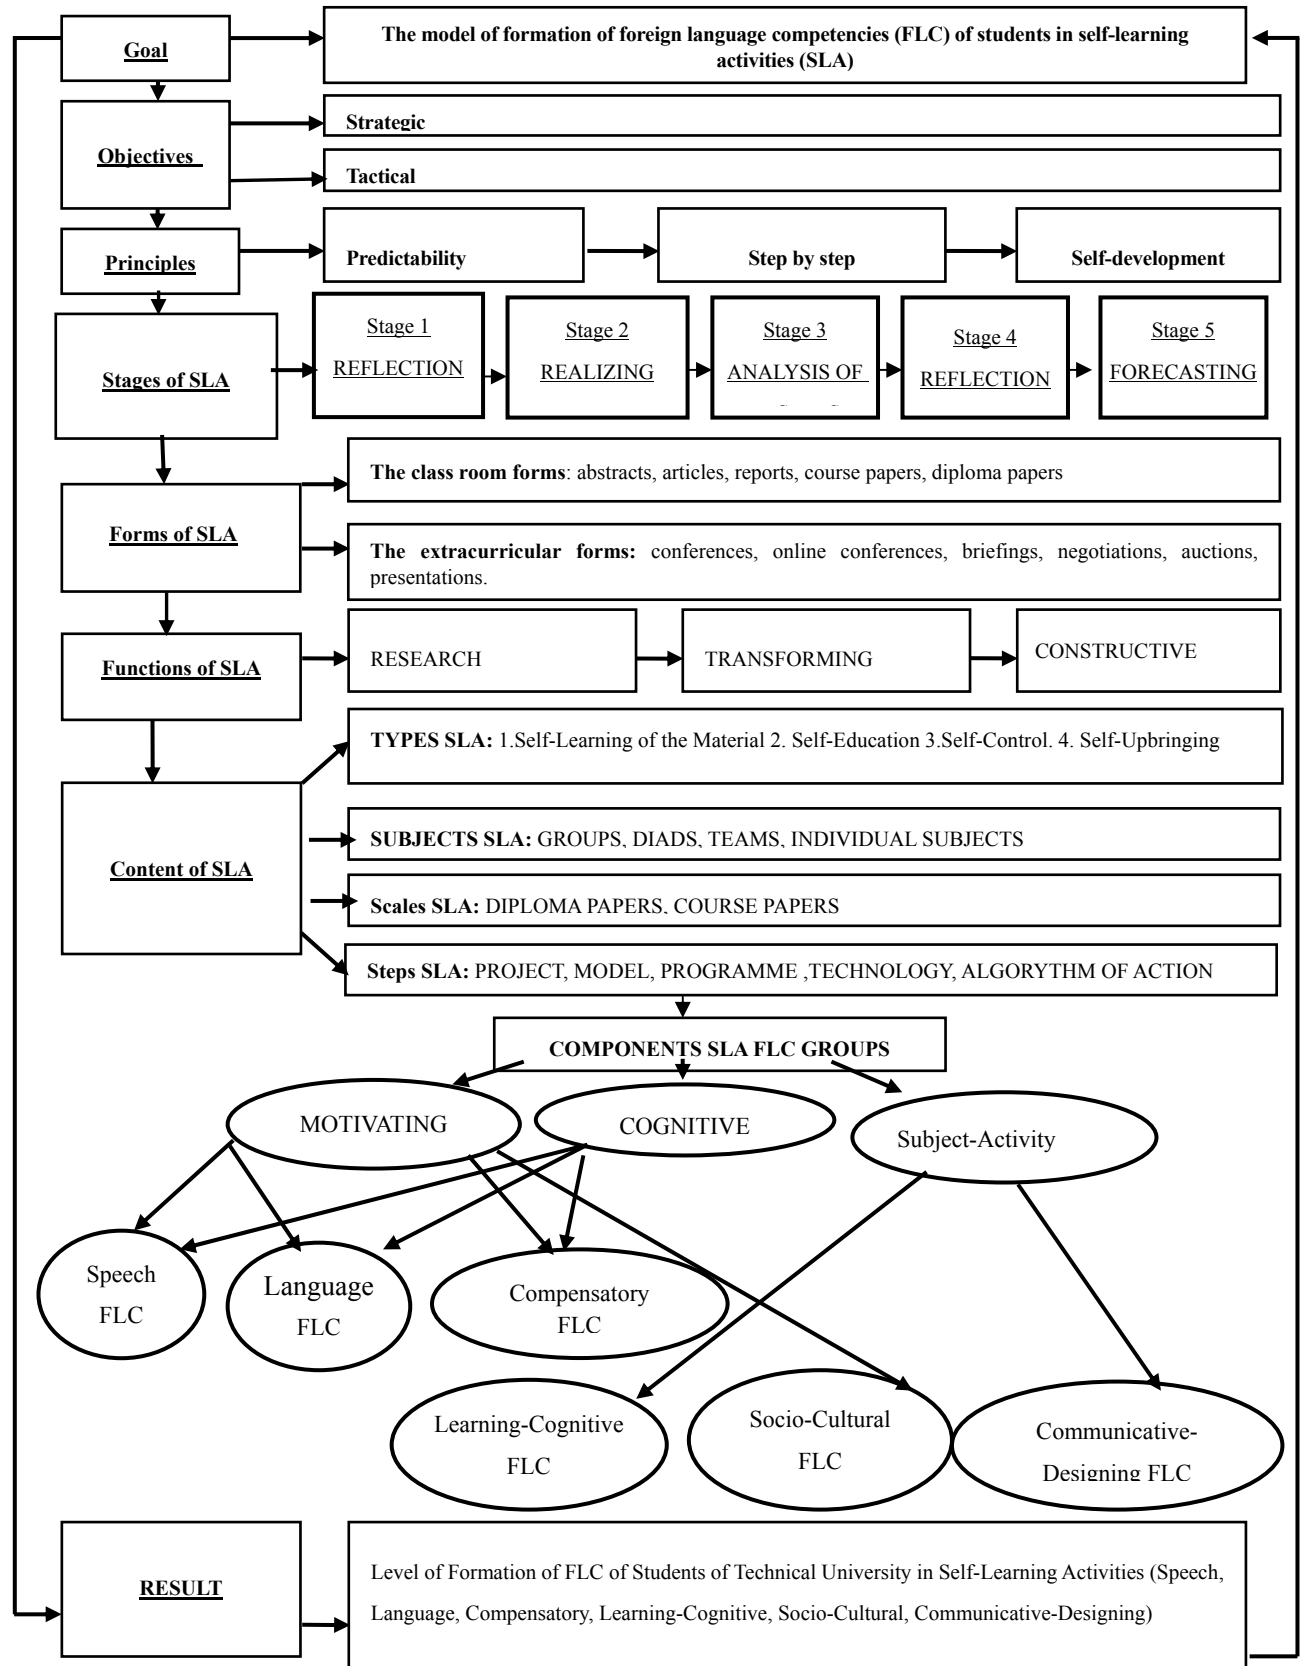 Goal
The model of formation of foreign language competencies (FLC) of students in self-learning
activities (SLA)
Objectives
Strategic
Tactical
Principles
Predictability
Step by step
Self-development
Stages of SLA
Stage 1
REFLECTION
Stage 2
REALIZING
Stage 3
ANALYSIS OF
Stage 4
REFLECTION
Stage 5
FORECASTING
Forms of SLA
The class room forms: abstracts, articles, reports, course papers, diploma papers
The extracurricular forms: conferences, online conferences, briefings, negotiations, auctions,
presentations.
Functions of SLA
RESEARCH
TRANSFORMING
CONSTRUCTIVE
Content of SLA
TYPES SLA: 1.Self-Learning of the Material 2. Self-Education 3.Self-Control. 4. Self-Upbringing
SUBJECTS SLA: GROUPS, DIADS, TEAMS, INDIVIDUAL SUBJECTS
Scales SLA: DIPLOMA PAPERS, COURSE PAPERS
Steps SLA: PROJECT, MODEL, PROGRAMME ,TECHNOLOGY, ALGORYTHM OF ACTION
COMPONENTS SLA FLC GROUPS
MOTIVATING
COGNITIVE
Subject-Activity
Speech
FLC
Language
FLC
Compensatory
FLC
Learning-Cognitive
FLC
Socio-Cultural
FLC
Communicative-
Designing FLC
RESULT
Level of Formation of FLC of Students of Technical University in Self-Learning Activities (Speech,
Language, Compensatory, Learning-Cognitive, Socio-Cultural, Communicative-Designing)